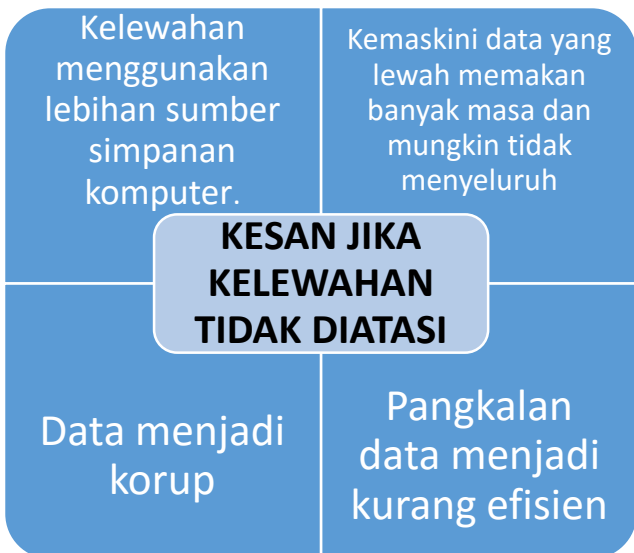 Kelewahan
menggunakan
lebihan sumber
simpanan
komputer.
Kemaskini data yang
lewah memakan
banyak masa dan
mungkin tidak
menyeluruh
KESAN JIKA
KELEWAHAN
TIDAK DIATASI
Data menjadi
korup
Pangkalan
data menjadi
kurang efisien